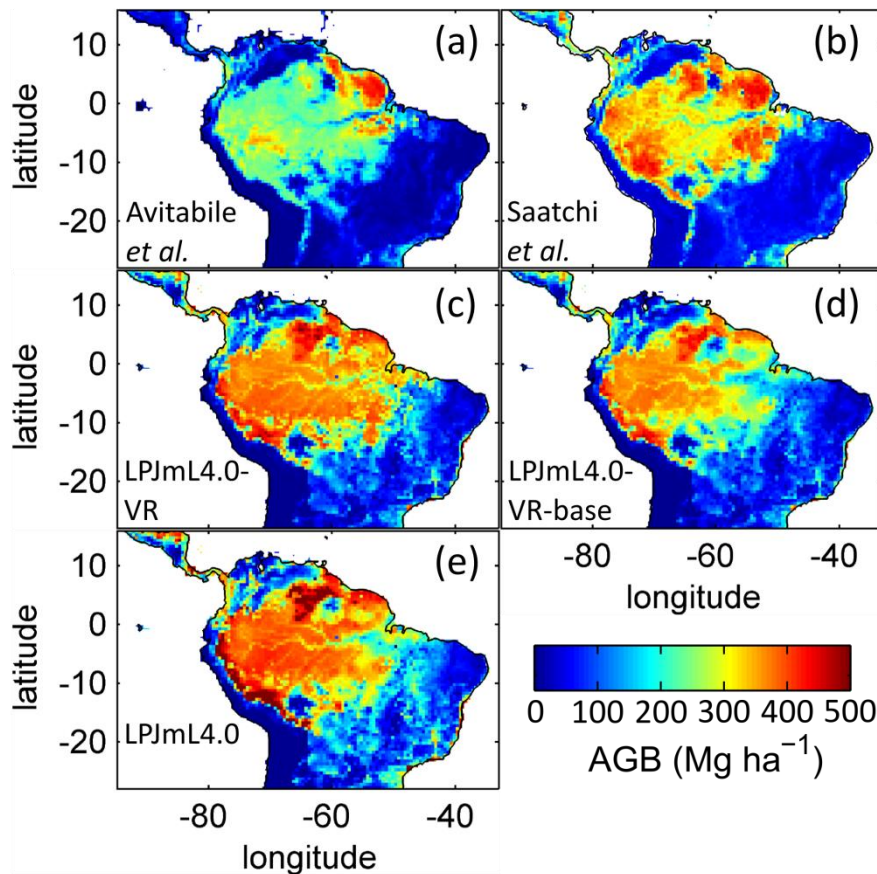 10
0
-10
-20
latitude
(a)
Avitabile
et al.
(b)
Saatchi
et al.
10
0
-10
-20
latitude
(c)
LPJmL4.0-
VR
(d)
LPJmL4.0-
VR-base
-80 -60 -40
longitude
10
0
-10
-20
latitude
(e)
LPJmL4.0
-80 -60 -40
longitude
0 100 200 300 400 500
AGB (Mg ha⁻¹)